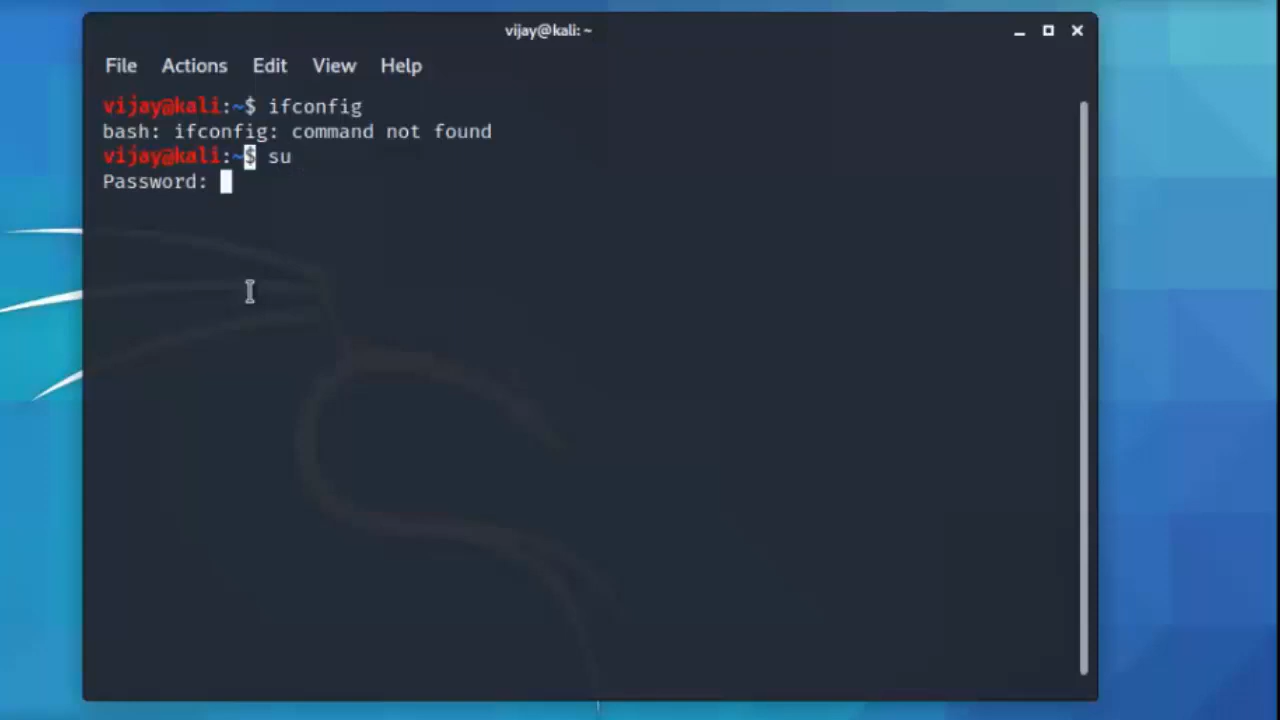 vijay@kali: ~
File Actions Edit View Help
vijay@kali:~$ ifconfig
bash: ifconfig: command not found
vijay@kali:~$ su
Password: